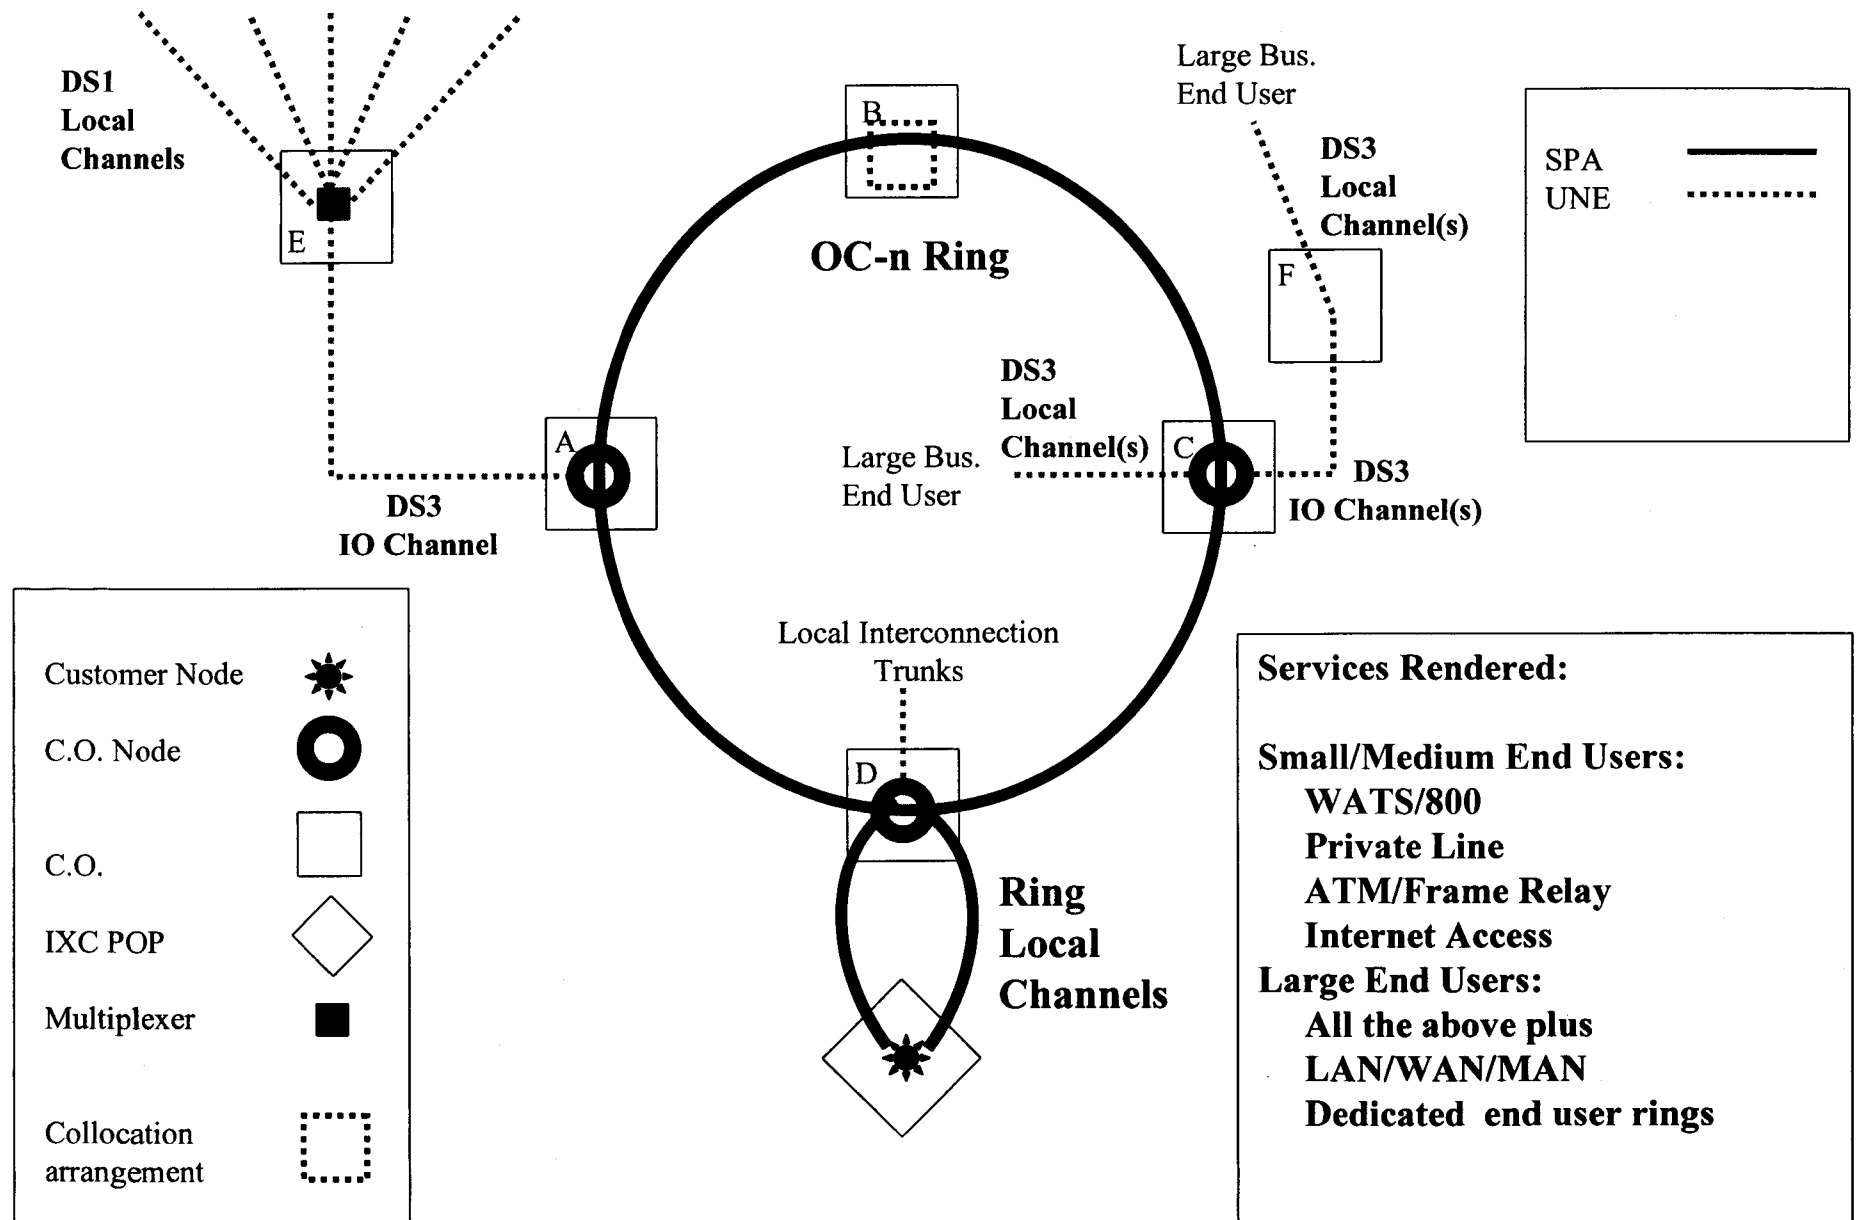 DS1
Local
Channels
E
DS3
IO Channel
A
B
OC-n Ring
Large Bus.
End User
DS3
Local
Channel(s)
F
DS3
Local
Channel(s)
Large Bus.
End User
C
DS3
IO Channel(s)
SPA
UNE
Local Interconnection
Trunks
D
Ring
Local
Channels
Customer Node
C.O. Node
C.O.
IXC POP
Multiplexer
Collocation
arrangement
Services Rendered:
Small/Medium End Users:
WATS/800
Private Line
ATM/Frame Relay
Internet Access
Large End Users:
All the above plus
LAN/WAN/MAN
Dedicated end user rings